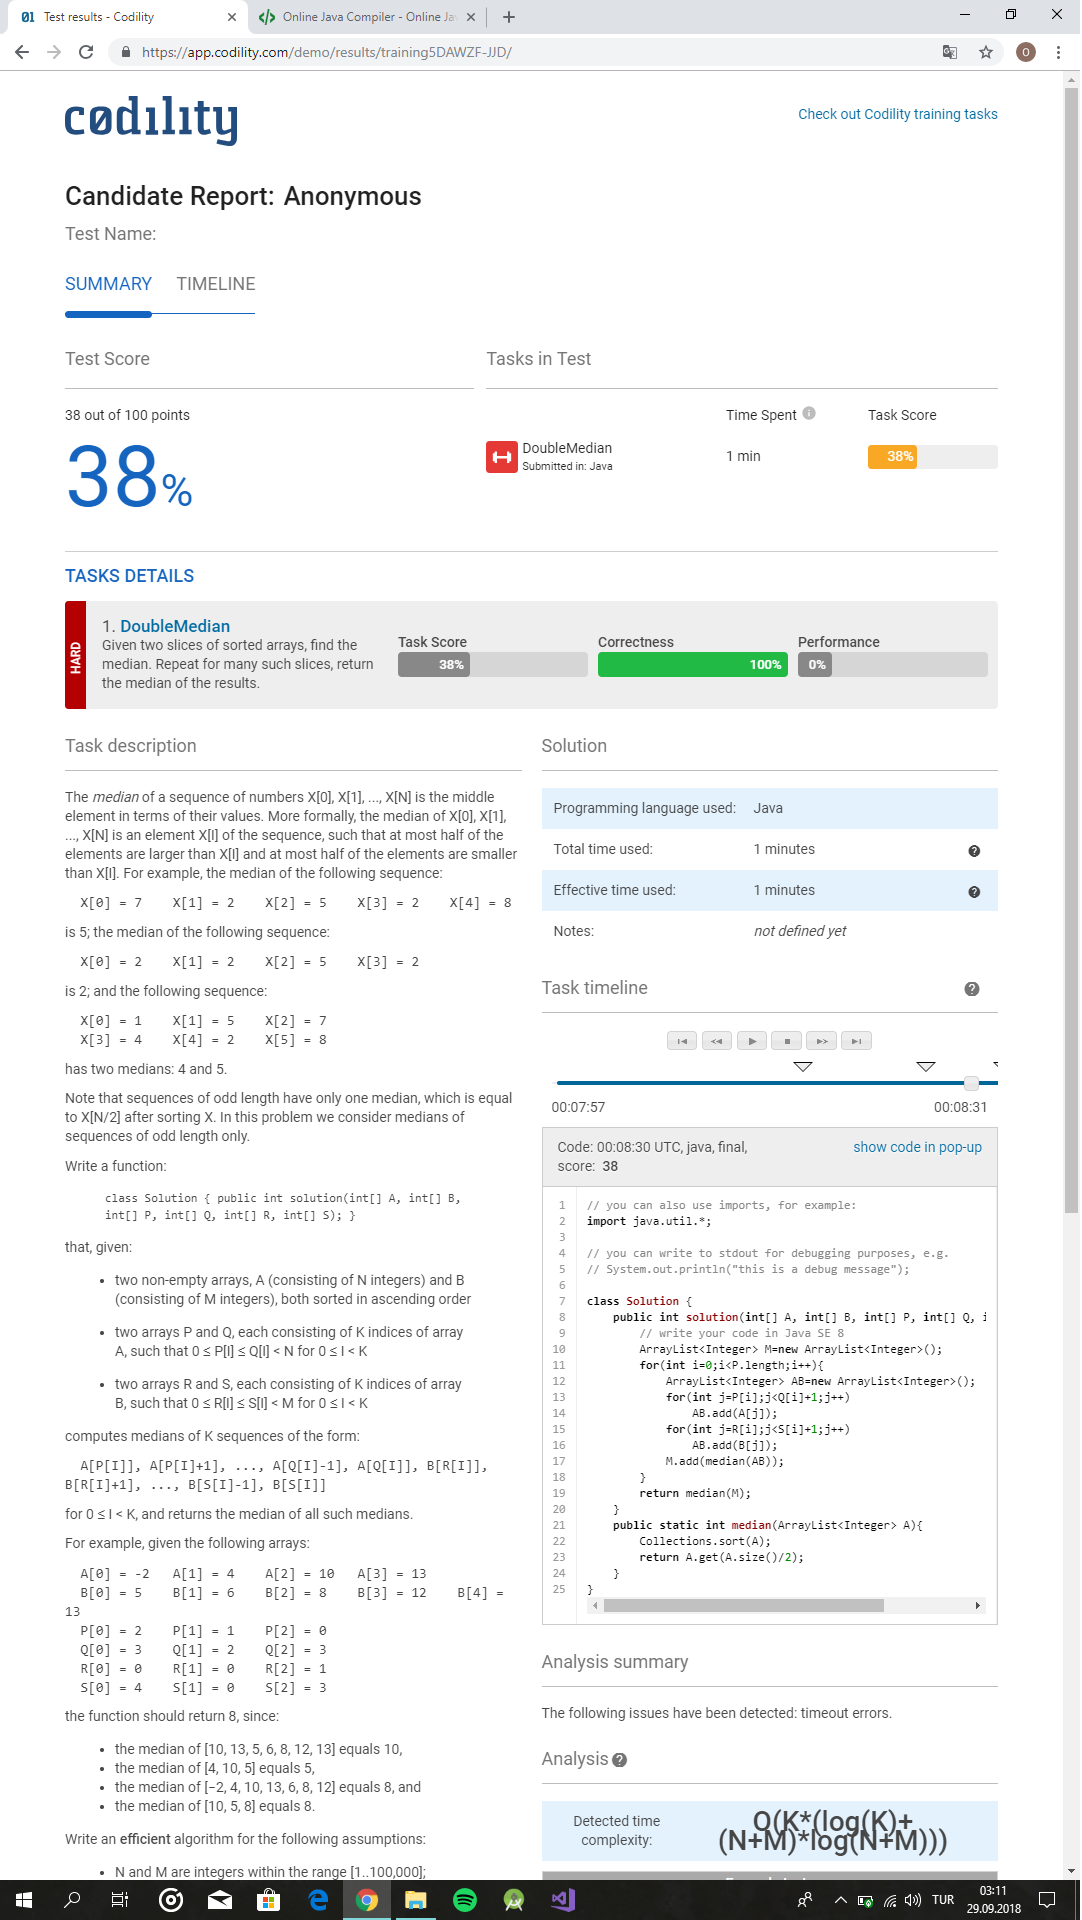 Test results - Codility
Online Java Compiler - Online Ja
https://app.codility.com/demo/results/training5DAWZF-JJD/
O
codility
Check out Codility training tasks
Candidate Report: Anonymous
Test Name:
SUMMARY TIMELINE
Test Score
Tasks in Test
38 out of 100 points
38%
Time Spent
Task Score
DoubleMedian
Submitted in: Java
1 min
38%
TASKS DETAILS
HARD
1. DoubleMedian
Given two slices of sorted arrays, find the
median. Repeat for many such slices, return
the median of the results.
Task Score
38%
Correctness
100%
Performance
0%
Task description
The median of a sequence of numbers X[0], X[1], ..., X[N] is the middle
element in terms of their values. More formally, the median of X[0], X[1],
..., X[N] is an element X[I] of the sequence, such that at most half of the
elements are larger than X[I] and at most half of the elements are smaller
than X[I]. For example, the median of the following sequence:
X[0] = 7 X[1] = 2 X[2] = 5 X[3] = 2 X[4] = 8
is 5; the median of the following sequence:
X[0] = 2 X[1] = 2 X[2] = 5 X[3] = 2
is 2; and the following sequence:
X[0] = 1 X[1] = 5 X[2] = 7
X[3] = 4 X[4] = 2 X[5] = 8
has two medians: 4 and 5.
Note that sequences of odd length have only one median, which is equal
to X[N/2] after sorting X. In this problem we consider medians of
sequences of odd length only.
Write a function:
class Solution { public int solution(int[] A, int[] B,
int[] P, int[] Q, int[] R, int[] S); }
that, given:
• two non-empty arrays, A (consisting of N integers) and B
(consisting of M integers), both sorted in ascending order
• two arrays P and Q, each consisting of K indices of array
A, such that 0 ≤ P[I] ≤ Q[I] < N for 0 ≤ I < K
• two arrays R and S, each consisting of K indices of array
B, such that 0 ≤ R[I] ≤ S[I] < M for 0 ≤ I < K
computes medians of K sequences of the form:
A[P[I]], A[P[I]+1], ..., A[Q[I]-1], A[Q[I]], B[R[I]],
B[R[I]+1], ..., B[S[I]-1], B[S[I]]
for 0 ≤ I < K, and returns the median of all such medians.
For example, given the following arrays:
A[0] = -2 A[1] = 4 A[2] = 10 A[3] = 13
B[0] = 5 B[1] = 6 B[2] = 8 B[3] = 12 B[4] =
13
P[0] = 2 P[1] = 1 P[2] = 0
Q[0] = 3 Q[1] = 2 Q[2] = 3
R[0] = 0 R[1] = 0 R[2] = 1
S[0] = 4 S[1] = 0 S[2] = 3
the function should return 8, since:
• the median of [10, 13, 5, 6, 8, 12, 13] equals 10,
• the median of [4, 10, 5] equals 5,
• the median of [−2, 4, 10, 13, 6, 8, 12] equals 8, and
• the median of [10, 5, 8] equals 8.
Write an efficient algorithm for the following assumptions:
• N and M are integers within the range [1..100,000];
Solution
Programming language used: Java
Total time used: 1 minutes
Effective time used: 1 minutes
Notes: not defined yet
Task timeline
00:07:57
00:08:31
Code: 00:08:30 UTC, java, final,
score: 38
show code in pop-up
1 // you can also use imports, for example:
2 import java.util.*;
3
4 // you can write to stdout for debugging purposes, e.g.
5 // System.out.println("this is a debug message");
6
7 class Solution {
8 public int solution(int[] A, int[] B, int[] P, int[] Q, i
9 // write your code in Java SE 8
10 ArrayList<Integer> M=new ArrayList<Integer>();
11 for(int i=0;i<P.length;i++){
12 ArrayList<Integer> AB=new ArrayList<Integer>();
13 for(int j=P[i];j<Q[i]+1;j++)
14 AB.add(A[j]);
15 for(int j=R[i];j<S[i]+1;j++)
16 AB.add(B[j]);
17 M.add(median(AB));
18 }
19 return median(M);
20 }
21 public static int median(ArrayList<Integer> A){
22 Collections.sort(A);
23 return A.get(A.size()/2);
24 }
25 }
Analysis summary
The following issues have been detected: timeout errors.
Analysis
Detected time
complexity:
O(K*(log(K)+
(N+M)*log(N+M)))
TUR
03:11
29.09.2018